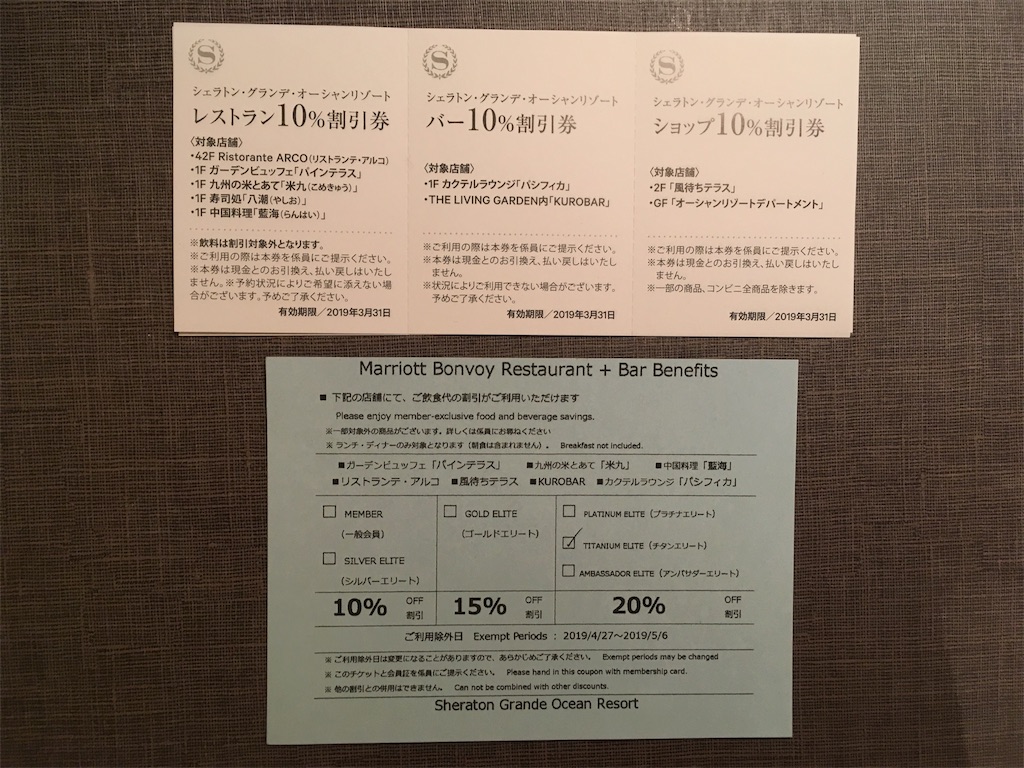 S
シェラトン・グランデ・オーシャンリゾート
レストラン10%割引券
〈対象店舗〉
・42F Ristorante ARCO(リストランテ・アルコ)
・1F ガーデンビュッフェ「パインテラス」
・1F 九州の米とあて「米九(こめきゅう)」
・1F 寿司処「八潮(やしお)」
・1F 中国料理「藍海(らんはい)」
※飲料は割引対象外となります。
※ご利用の際は本券を係員にご提示ください。
※本券は現金とのお引換え、払い戻しはいたし
ません。※予約状況によりご希望に添えない場
合がございます。予めご了承ください。
有効期限／2019年3月31日
S
シェラトン・グランデ・オーシャンリゾート
バー10%割引券
〈対象店舗〉
・1F カクテルラウンジ「パシフィカ」
・THE LIVING GARDEN内「KUROBAR」
※ご利用の際は本券を係員にご提示ください。
※本券は現金とのお引換え、払い戻しはいたし
ません。
※状況によりご利用できない場合がございます。
予めご了承ください。
有効期限／2019年3月31日
S
シェラトン・グランデ・オーシャンリゾート
ショップ10%割引券
〈対象店舗〉
・2F 「風待ちテラス」
・GF 「オーシャンリゾートデパートメント」
※ご利用の際は本券を係員にご提示ください。
※本券は現金とのお引換え、払い戻しはいたし
ません。
※一部の商品、コンビニ全商品を除きます。
有効期限／2019年3月31日
Marriott Bonvoy Restaurant + Bar Benefits
■ 下記の店舗にて、ご飲食代の割引がご利用いただけます
Please enjoy member-exclusive food and beverage savings.
※一部対象外の商品がございます。詳しくは係員にお尋ねください
※ ランチ・ディナーのみ対象となります（朝食は含まれません）。 Breakfast not included.
■ガーデンビュッフェ「パインテラス」 ■九州の米とあて「米九」 ■中国料理「藍海」
■リストランテ・アルコ ■風待ちテラス ■KUROBAR ■カクテルラウンジ「パシフィカ」
□ MEMBER
（一般会員）
□ SILVER ELITE
（シルバーエリート）
10% OFF
割引
□ GOLD ELITE
（ゴールドエリート）
15% OFF
割引
□ PLATINUM ELITE（プラチナエリート）
☑ TITANIUM ELITE（チタンエリート）
□ AMBASSADOR ELITE（アンバサダーエリート）
20% OFF
割引
ご利用除外日 Exempt Periods ： 2019/4/27～2019/5/6
※ ご利用除外日は変更になることがありますので、あらかじめご了承ください。 Exempt periods may be changed
※ このチケットと会員証を係員にご提示ください。 Please hand in this coupon with membership card.
※ 他の割引との併用はできません。 Can not be combined with other discounts.
Sheraton Grande Ocean Resort